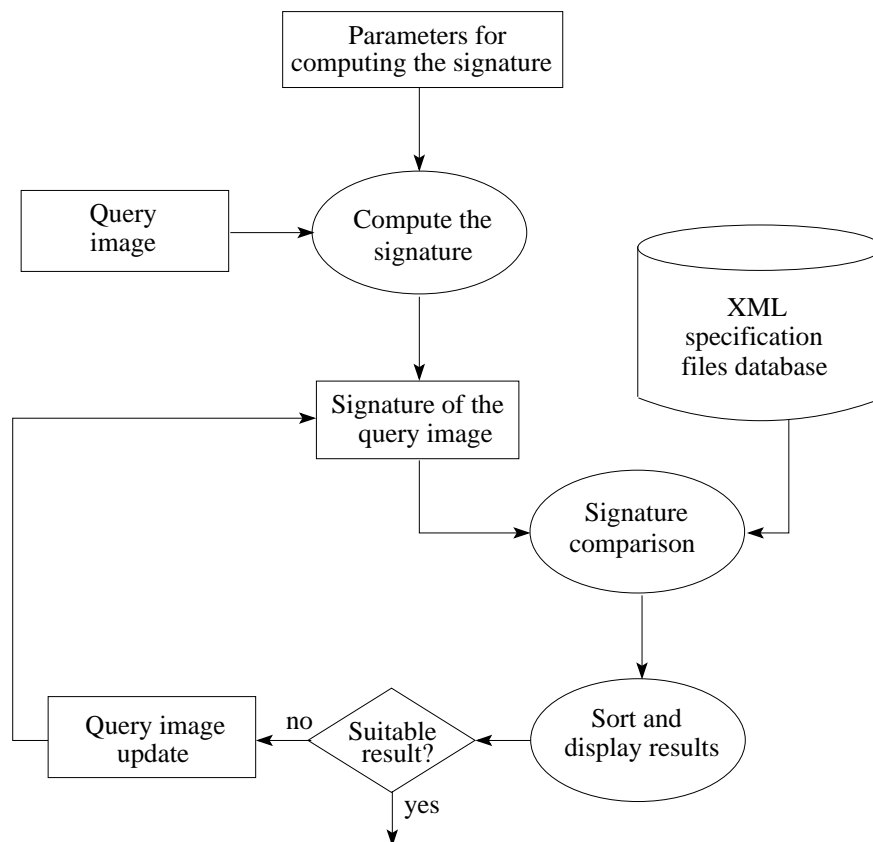 Parameters for
computing the signature
Query
image
Compute the
signature
XML
specification
files database
Signature of the
query image
Signature
comparison
Query image
update
no
Suitable
result?
yes
Sort and
display results